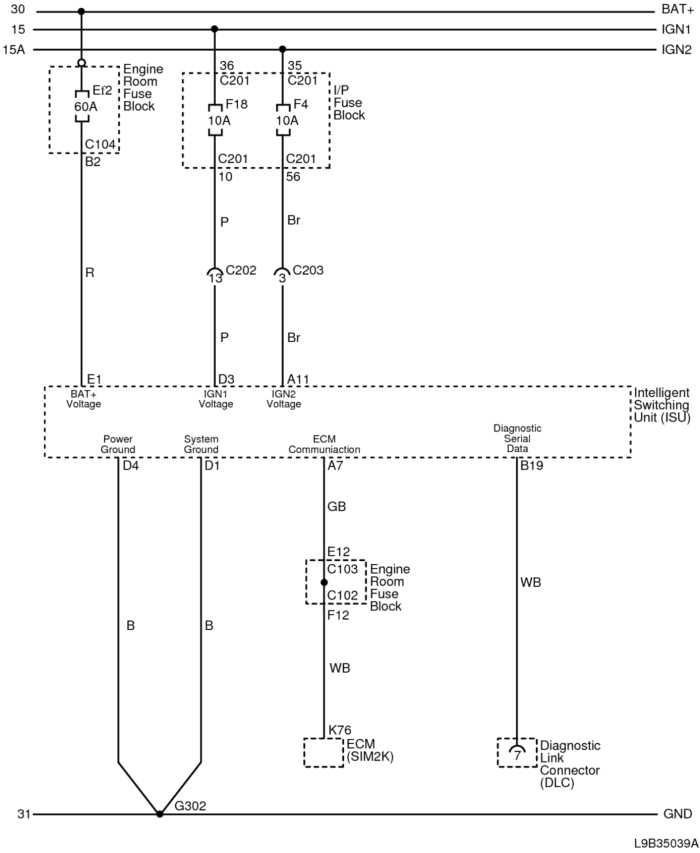 30
BAT+
15
IGN1
15A
IGN2
Engine
Room
Fuse
Block
Ef2
60A
C104
B2
36
35
C201
C201
I/P
Fuse
Block
F18
F4
10A
10A
C201
C201
10
56
P
Br
R
C202
C203
13
3
P
Br
E1
D3
A11
BAT+
Voltage
IGN1
Voltage
IGN2
Voltage
Intelligent
Switching
Unit (ISU)
Power
Ground
System
Ground
ECM
Communiaction
Diagnostic
Serial
Data
D4
D1
A7
B19
GB
E12
C103
C102
F12
Engine
Room
Fuse
Block
WB
B
B
WB
K76
ECM
(SIM2K)
7
Diagnostic
Link
Connector
(DLC)
G302
31
GND
L9B35039A